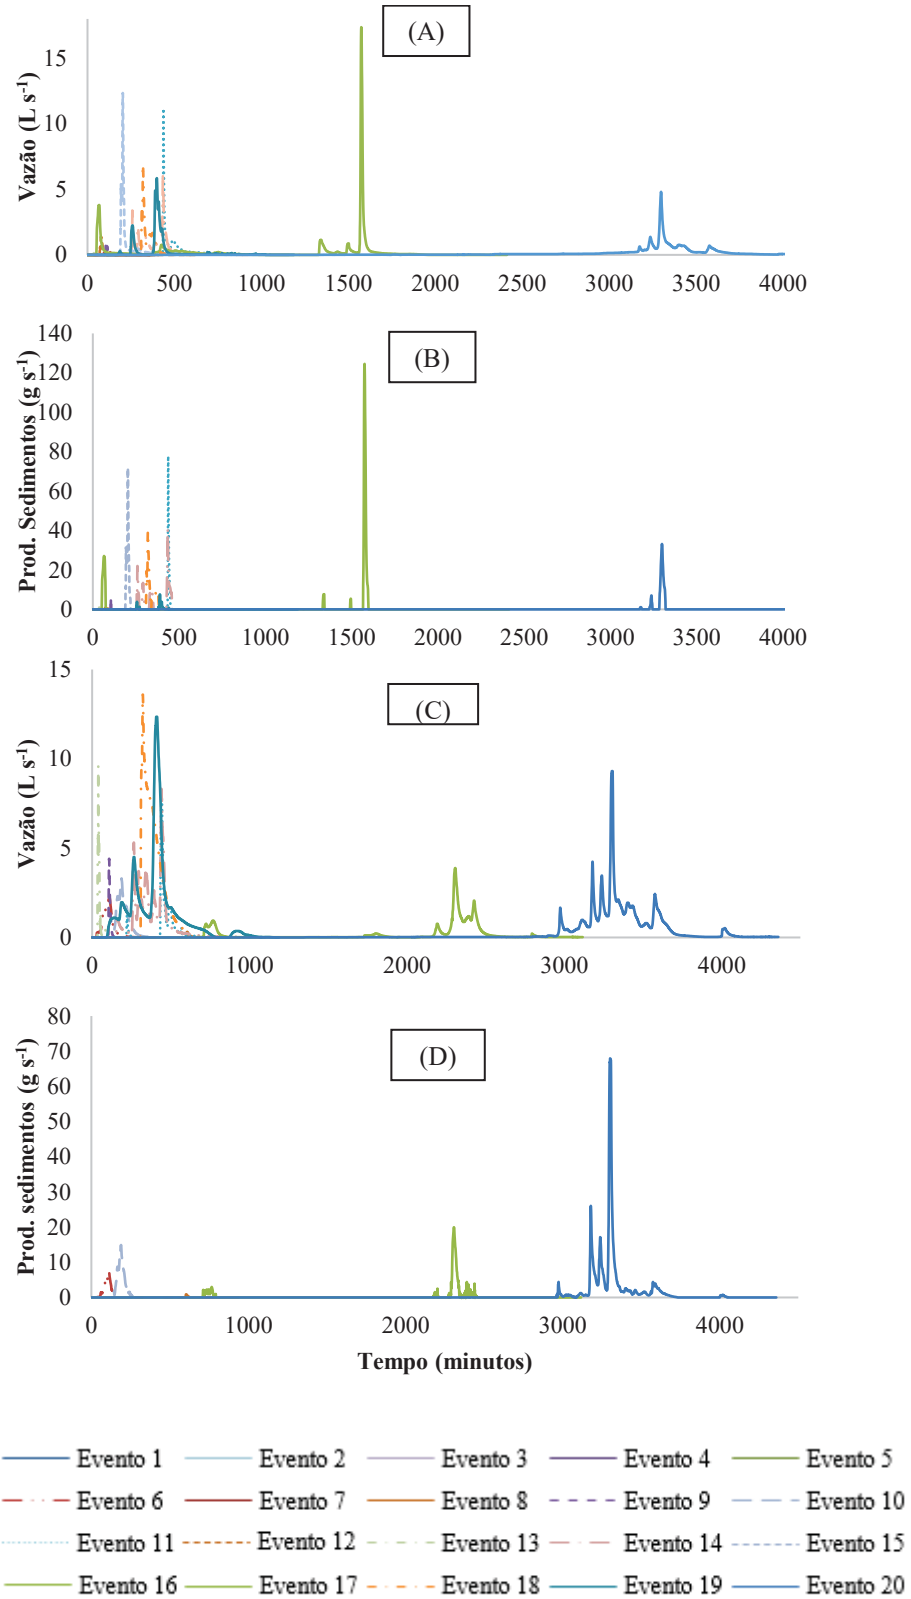 (A)
Vazão (L s-1)
15
10
5
0
0 500 1000 1500 2000 2500 3000 3500 4000
(B)
Prod. Sedimentos (g s-1)
140
120
100
80
60
40
20
0
0 500 1000 1500 2000 2500 3000 3500 4000
(C)
Vazão (L s-1)
15
10
5
0
0 1000 2000 3000 4000
(D)
Prod. sedimentos (g s-1)
80
70
60
50
40
30
20
10
0
0 1000 2000 3000 4000
Tempo (minutos)
Evento 1 Evento 2 Evento 3 Evento 4 Evento 5
Evento 6 Evento 7 Evento 8 Evento 9 Evento 10
Evento 11 Evento 12 Evento 13 Evento 14 Evento 15
Evento 16 Evento 17 Evento 18 Evento 19 Evento 20